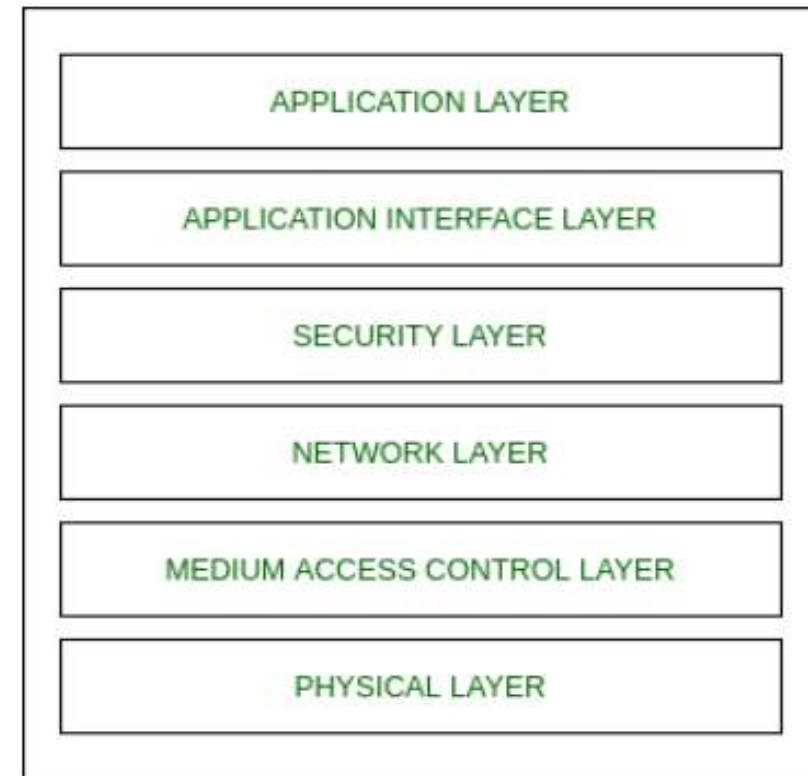 APPLICATION LAYER
APPLICATION INTERFACE LAYER
SECURITY LAYER
NETWORK LAYER
MEDIUM ACCESS CONTROL LAYER
PHYSICAL LAYER